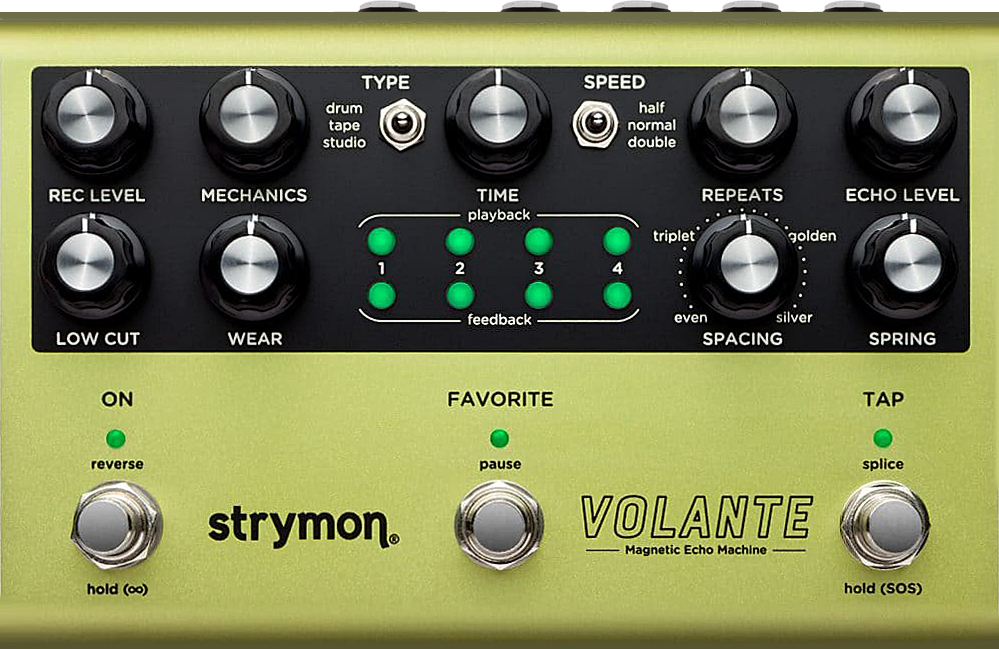 TYPE
SPEED
drum
tape
studio
half
normal
double
REC LEVEL
MECHANICS
TIME
REPEATS
ECHO LEVEL
playback
triplet
golden
1
2
3
4
even
silver
feedback
LOW CUT
WEAR
SPACING
SPRING
ON
FAVORITE
TAP
reverse
pause
splice
strymon®
VOLANTE
Magnetic Echo Machine
hold (∞)
hold (SOS)